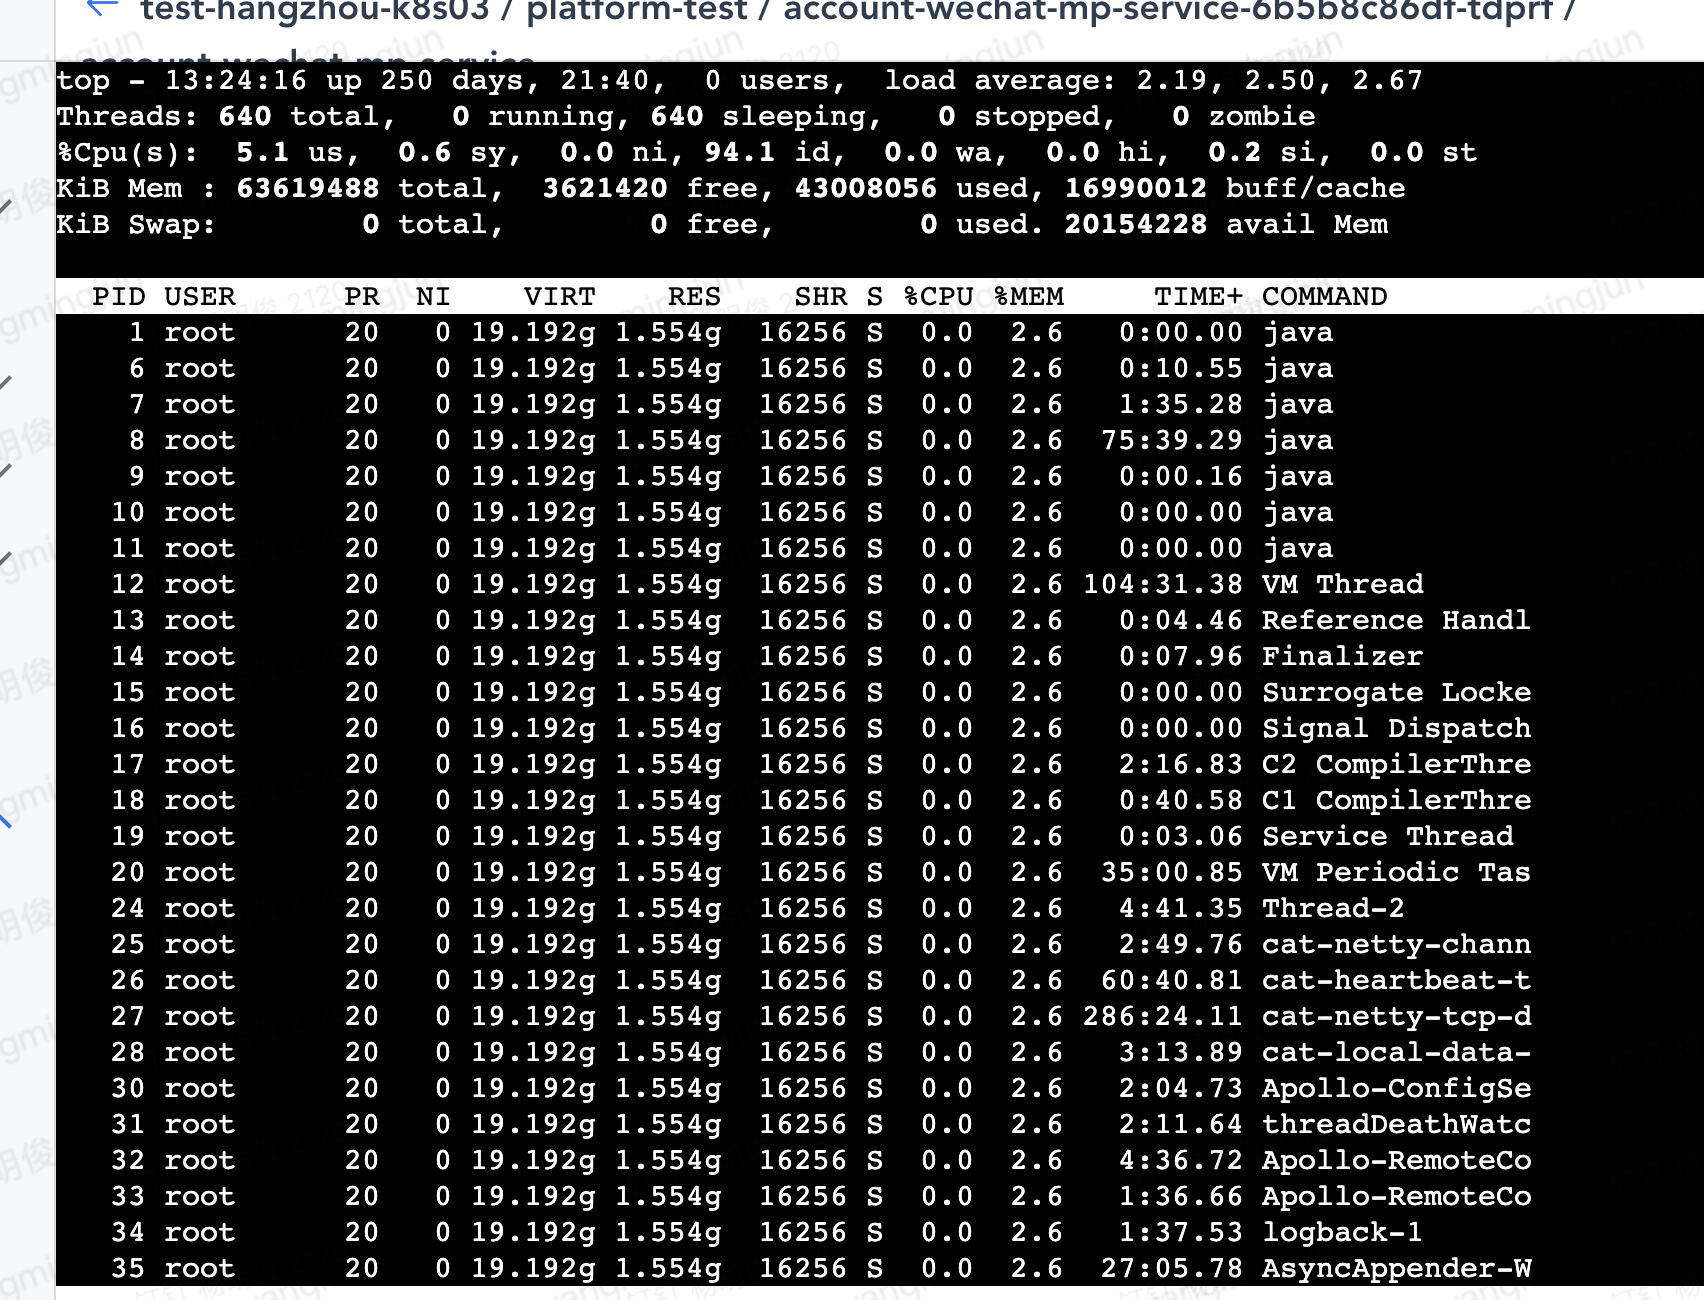 test-hangzhou-k8s03 / platform-test / account-wechat-mp-service-6b5b8c86df-tdprf /
account-wechat-mp-service
top - 13:24:16 up 250 days, 21:40,  0 users,  load average: 2.19, 2.50, 2.67
Threads: 640 total,   0 running, 640 sleeping,   0 stopped,   0 zombie
%Cpu(s):  5.1 us,  0.6 sy,  0.0 ni, 94.1 id,  0.0 wa,  0.0 hi,  0.2 si,  0.0 st
KiB Mem : 63619488 total,  3621420 free, 43008056 used, 16990012 buff/cache
KiB Swap:        0 total,        0 free,        0 used. 20154228 avail Mem
PID USER      PR  NI    VIRT    RES    SHR S %CPU %MEM     TIME+ COMMAND
1 root      20   0 19.192g 1.554g  16256 S  0.0  2.6   0:00.00 java
6 root      20   0 19.192g 1.554g  16256 S  0.0  2.6   0:10.55 java
7 root      20   0 19.192g 1.554g  16256 S  0.0  2.6   1:35.28 java
8 root      20   0 19.192g 1.554g  16256 S  0.0  2.6  75:39.29 java
9 root      20   0 19.192g 1.554g  16256 S  0.0  2.6   0:00.16 java
10 root      20   0 19.192g 1.554g  16256 S  0.0  2.6   0:00.00 java
11 root      20   0 19.192g 1.554g  16256 S  0.0  2.6   0:00.00 java
12 root      20   0 19.192g 1.554g  16256 S  0.0  2.6 104:31.38 VM Thread
13 root      20   0 19.192g 1.554g  16256 S  0.0  2.6   0:04.46 Reference Handl
14 root      20   0 19.192g 1.554g  16256 S  0.0  2.6   0:07.96 Finalizer
15 root      20   0 19.192g 1.554g  16256 S  0.0  2.6   0:00.00 Surrogate Locke
16 root      20   0 19.192g 1.554g  16256 S  0.0  2.6   0:00.00 Signal Dispatch
17 root      20   0 19.192g 1.554g  16256 S  0.0  2.6   2:16.83 C2 CompilerThre
18 root      20   0 19.192g 1.554g  16256 S  0.0  2.6   0:40.58 C1 CompilerThre
19 root      20   0 19.192g 1.554g  16256 S  0.0  2.6   0:03.06 Service Thread
20 root      20   0 19.192g 1.554g  16256 S  0.0  2.6  35:00.85 VM Periodic Tas
24 root      20   0 19.192g 1.554g  16256 S  0.0  2.6   4:41.35 Thread-2
25 root      20   0 19.192g 1.554g  16256 S  0.0  2.6   2:49.76 cat-netty-chann
26 root      20   0 19.192g 1.554g  16256 S  0.0  2.6  60:40.81 cat-heartbeat-t
27 root      20   0 19.192g 1.554g  16256 S  0.0  2.6 286:24.11 cat-netty-tcp-d
28 root      20   0 19.192g 1.554g  16256 S  0.0  2.6   3:13.89 cat-local-data-
30 root      20   0 19.192g 1.554g  16256 S  0.0  2.6   2:04.73 Apollo-ConfigSe
31 root      20   0 19.192g 1.554g  16256 S  0.0  2.6   2:11.64 threadDeathWatc
32 root      20   0 19.192g 1.554g  16256 S  0.0  2.6   4:36.72 Apollo-RemoteCo
33 root      20   0 19.192g 1.554g  16256 S  0.0  2.6   1:36.66 Apollo-RemoteCo
34 root      20   0 19.192g 1.554g  16256 S  0.0  2.6   1:37.53 logback-1
35 root      20   0 19.192g 1.554g  16256 S  0.0  2.6  27:05.78 AsyncAppender-W